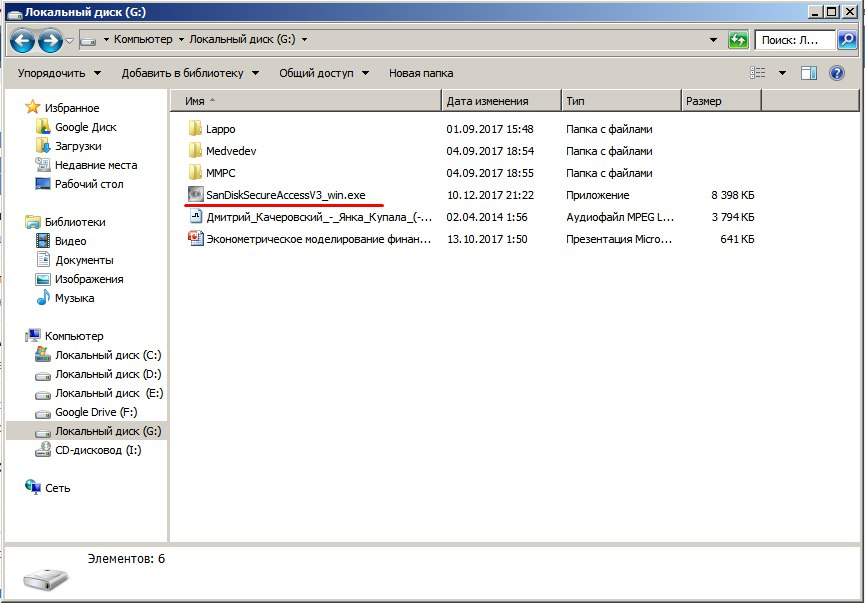 Локальный диск (G:)
Компьютер Локальный диск (G:) Поиск: Л...
Упорядочить Добавить в библиотеку Общий доступ Новая папка
Избранное
Google Диск
Загрузки
Недавние места
Рабочий стол
Библиотеки
Видео
Документы
Изображения
Музыка
Компьютер
Локальный диск (C:)
Локальный диск (D:)
Локальный диск (E:)
Google Drive (F:)
Локальный диск (G:)
CD-дисковод (I:)
Сеть
Имя Дата изменения Тип Размер
Lappo 01.09.2017 15:48 Папка с файлами
Medvedev 04.09.2017 18:54 Папка с файлами
MMPC 04.09.2017 18:55 Папка с файлами
SanDiskSecureAccessV3_win.exe 10.12.2017 21:22 Приложение 8 398 КБ
Дмитрий_Качеровский_-_Янка_Купала_(-... 02.04.2014 1:56 Аудиофайл MPEG L... 3 794 КБ
Эконометрическое моделирование финан... 13.10.2017 1:50 Презентация Micro... 641 КБ
Элементов: 6